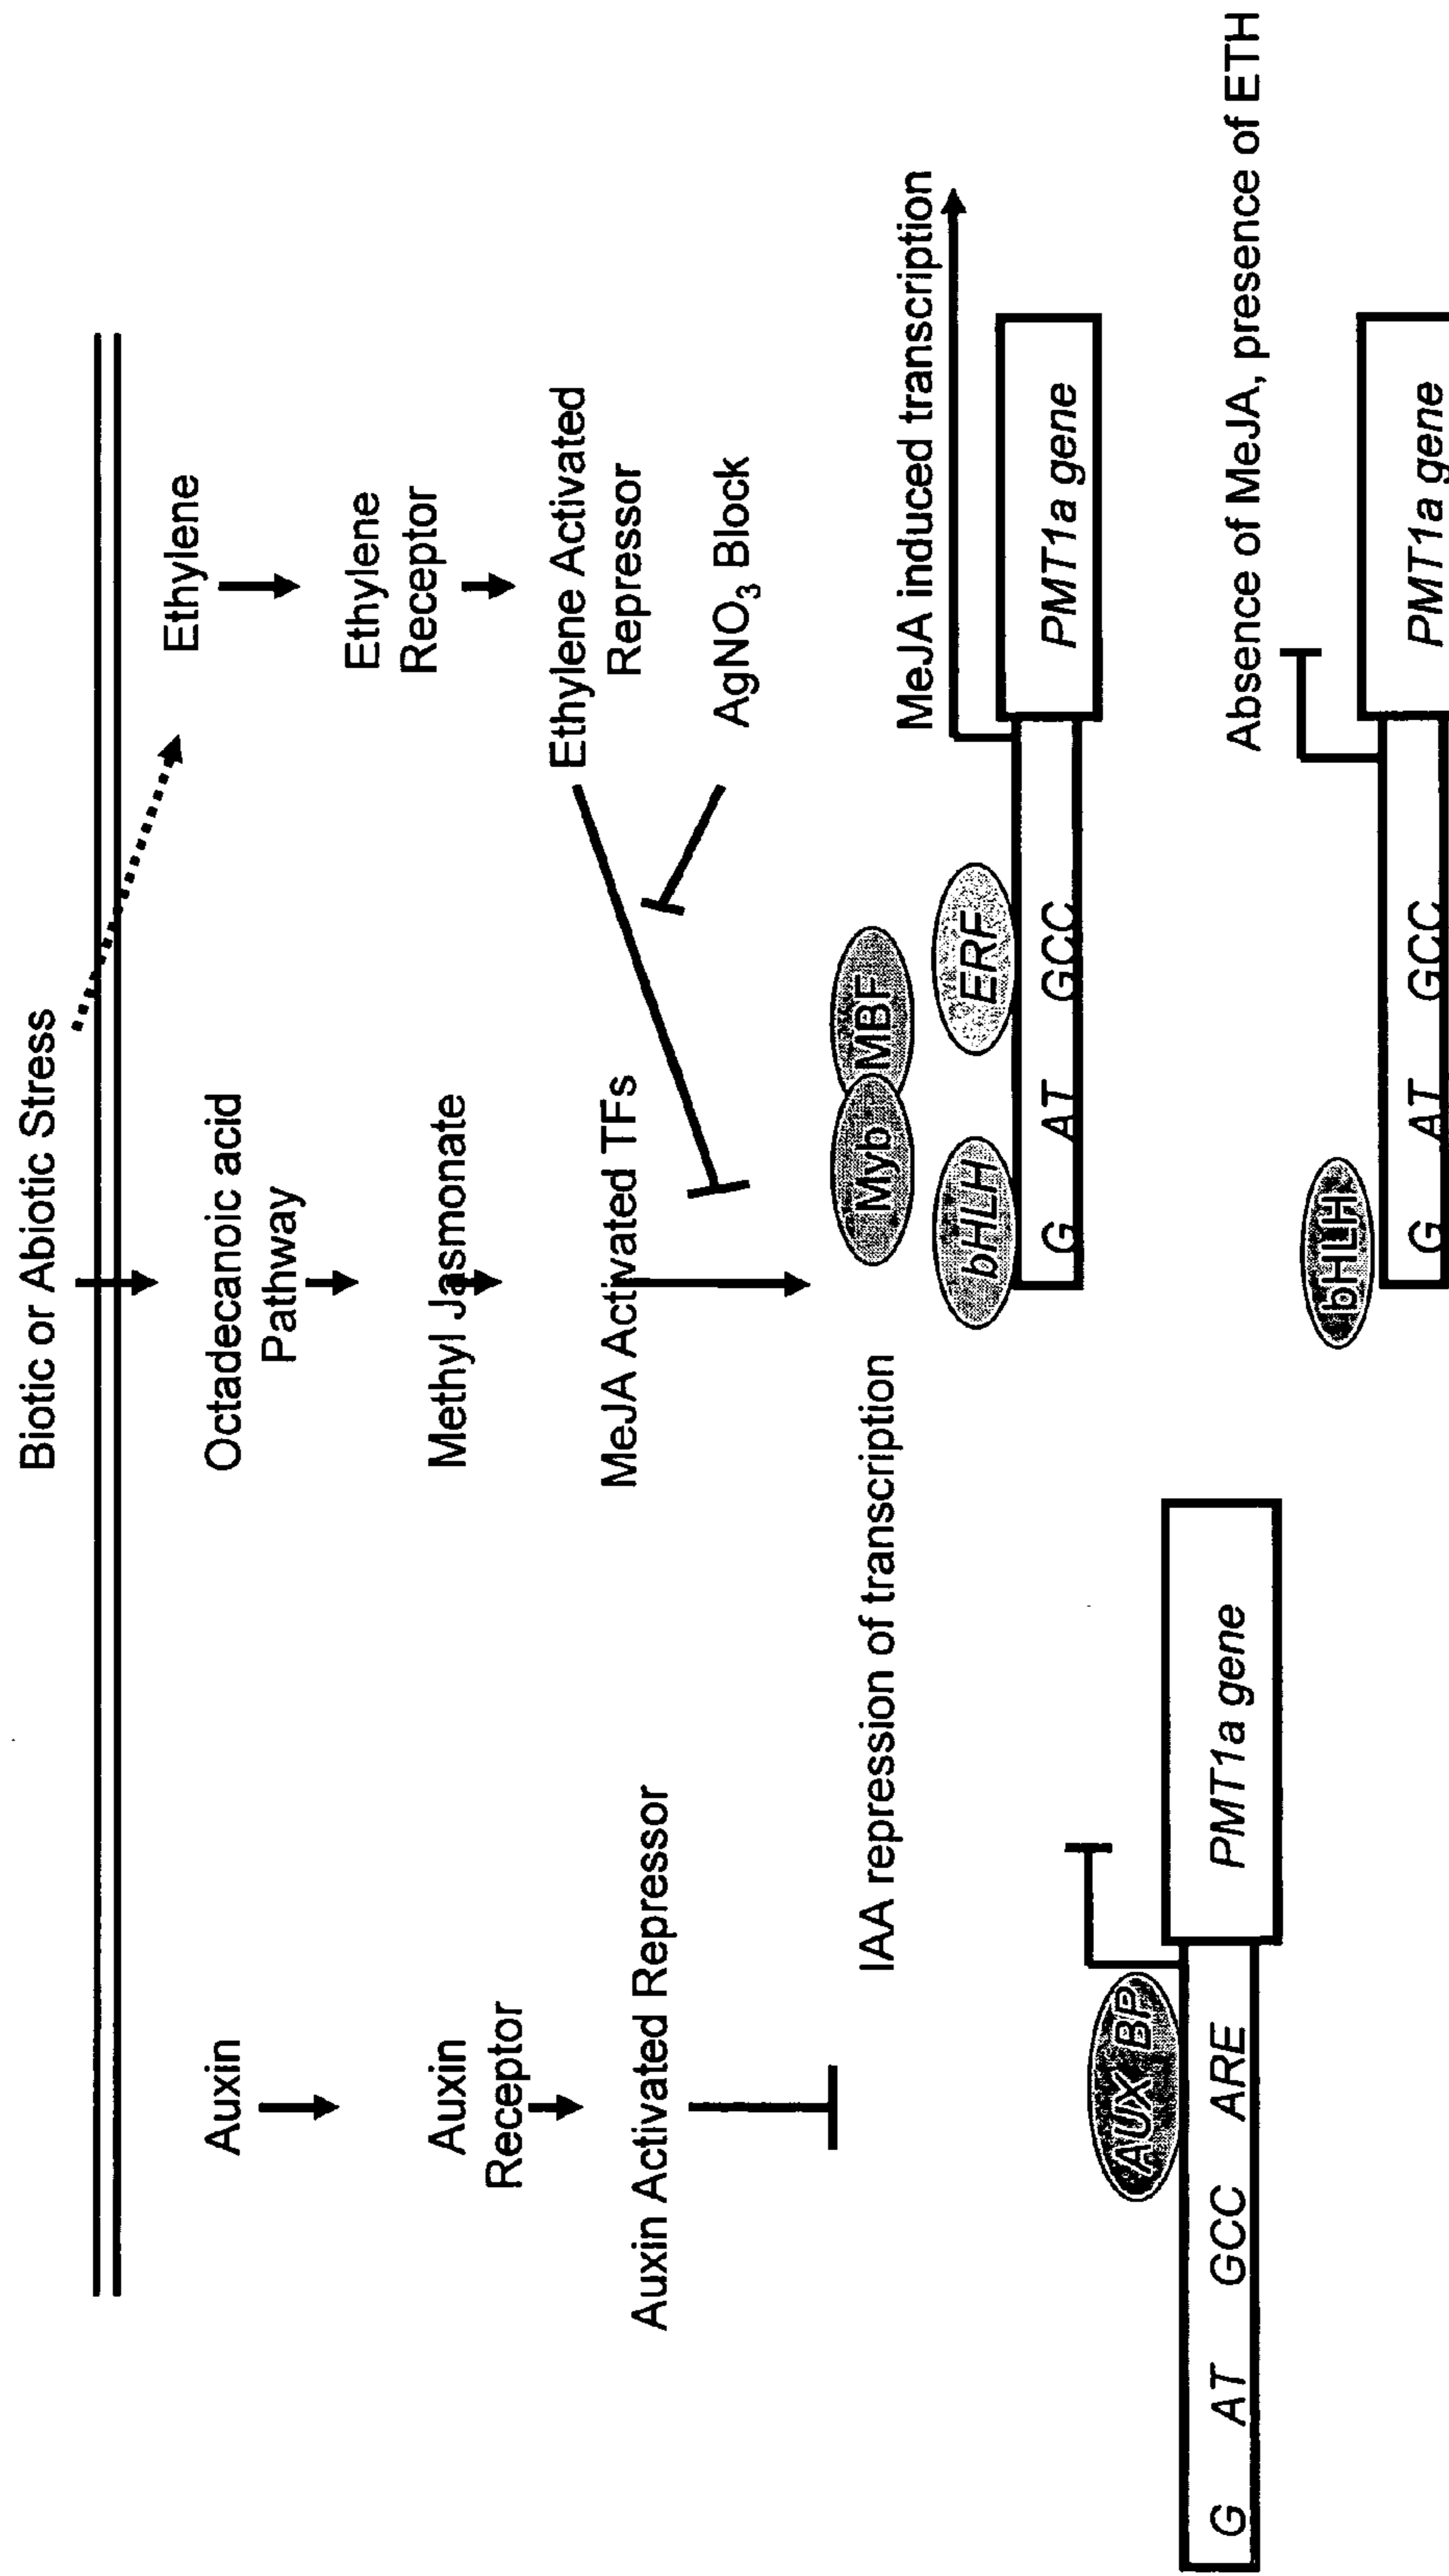 Biotic or Abiotic Stress
Auxin
Octadecanoic acid
Pathway
Ethylene
Auxin
Receptor
Methyl Jasmonate
Ethylene
Receptor
Auxin Activated Repressor
MeJA Activated TFs
Ethylene Activated
Repressor
AgNO₃ Block
IAA repression of transcription
Myb MBF
MeJA induced transcription
bHLH
ERF
G AT GCC
PMT1a gene
AUX BP
G AT GCC ARE
PMT1a gene
Absence of MeJA, presence of ETH
bHLH
G AT GCC
PMT1a gene